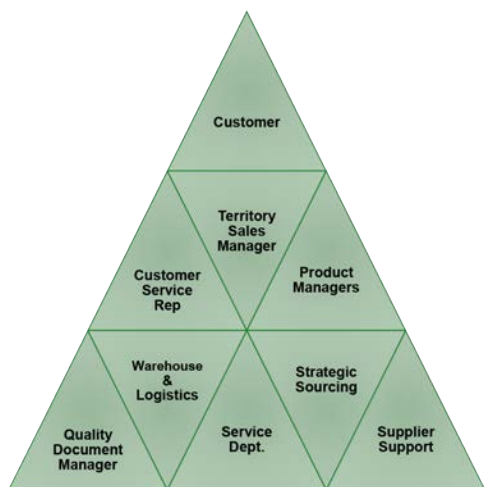 Customer
Territory
Sales
Manager
Customer
Service
Rep
Product
Managers
Warehouse
&
Logistics
Strategic
Sourcing
Quality
Document
Manager
Service
Dept.
Supplier
Support